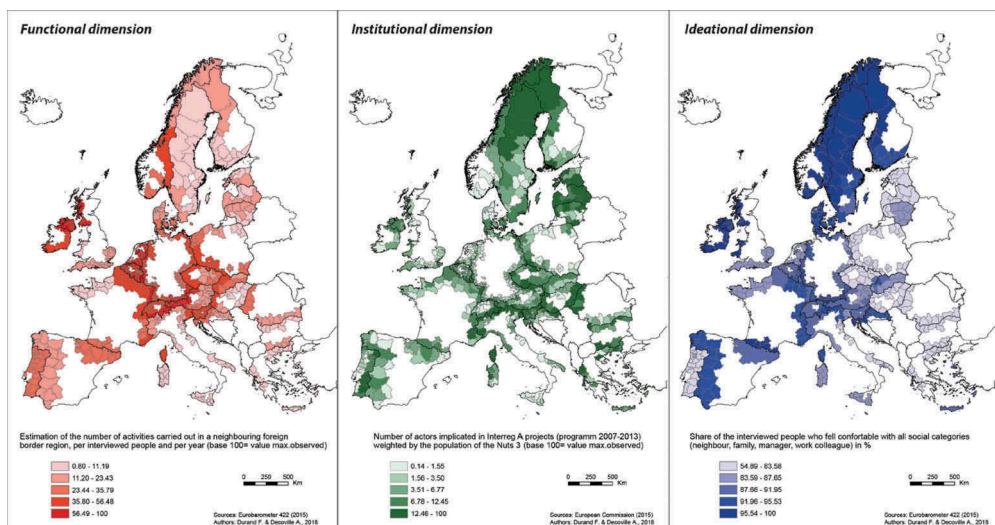 Functional dimension
Estimation of the number of activities carried out in a neighbouring foreign
border region, per interviewed people and per year (base 100= value max.observed)
0.80 - 11.19
11.20 - 23.43
23.44 - 35.79
35.80 - 56.48
56.49 - 100
0 250 500
Km
Sources: Eurobarometer 422 (2015)
Authors: Durand F. & Decoville A., 2018
Institutional dimension
Number of actors implicated in Interreg A projects (programm 2007-2013)
weighted by the population of the Nuts 3 (base 100= value max.observed)
0.14 - 1.55
1.56 - 3.50
3.51 - 6.77
6.78 - 12.45
12.46 - 100
0 250 500
Km
Sources: European Commission (2015)
Authors: Durand F. & Decoville A., 2018
Ideational dimension
Share of the interviewed people who fell confortable with all social categories
(neighbour, family, manager, work colleague) in %
54.89 - 83.58
83.59 - 87.65
87.66 - 91.95
91.96 - 95.53
95.54 - 100
0 250 500
Km
Sources: Eurobarometer 422 (2015)
Authors: Durand F. & Decoville A., 2018